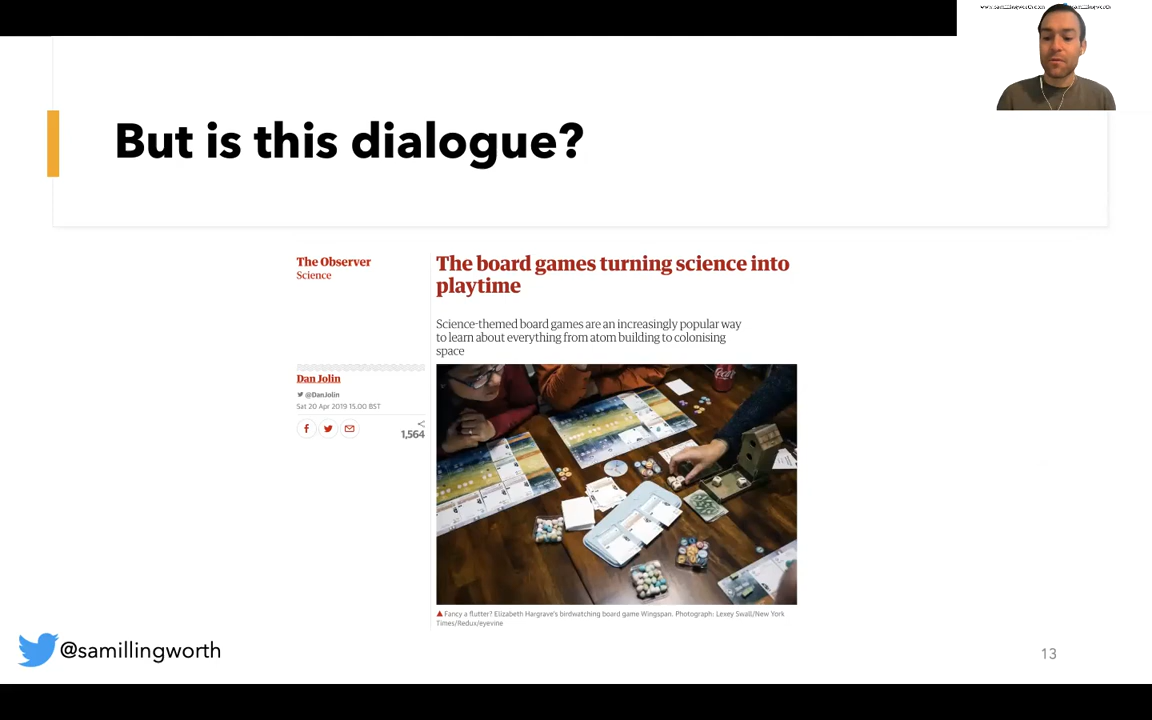 But is this dialogue?
The Observer
Science
The board games turning science into
playtime
Science-themed board games are an increasingly popular way
to learn about everything from atom building to colonising
space
Dan Jolin
@DanJolin
Sat 20 Apr 2019 15.00 BST
1,564
Fancy a flutter? Elizabeth Hargrave's birdwatching board game Wingspan. Photograph: Lexey Swall/New York
Times/Redux/eyevine
@samillingworth
13